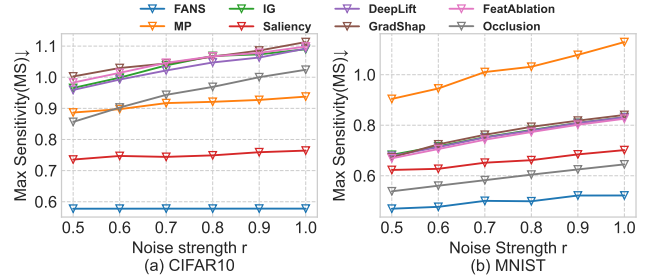 FANS IG DeepLift FeatAblation
MP Saliency GradShap Occlusion
Max Sensitivity(MS)↓
1.1
1.0
0.9
0.8
0.7
0.6
0.5 0.6 0.7 0.8 0.9 1.0
Noise strength r
(a) CIFAR10
Max Sensitivity(MS)↓
1.0
0.8
0.6
0.5 0.6 0.7 0.8 0.9 1.0
Noise strength r
(b) MNIST